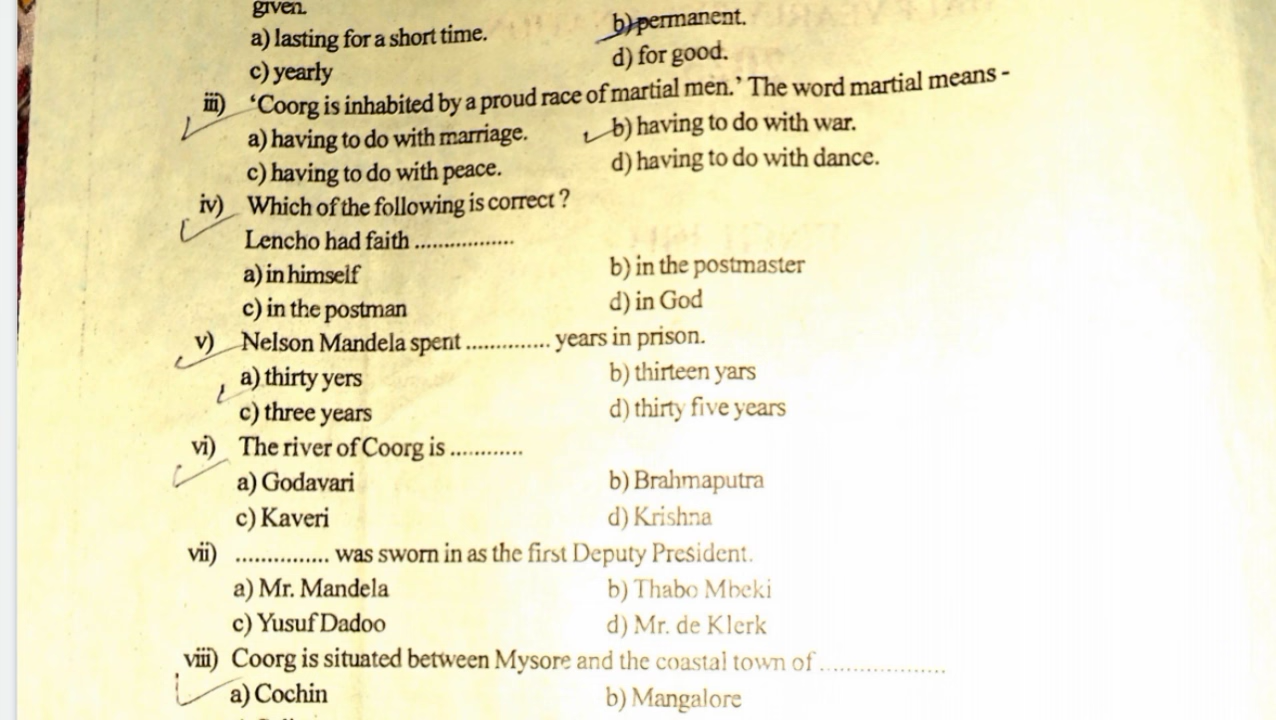 given.
a) lasting for a short time. b) permanent.
c) yearly d) for good.
iii) ‘Coorg is inhabited by a proud race of martial men.’ The word martial means -
a) having to do with marriage. b) having to do with war.
c) having to do with peace. d) having to do with dance.
iv) Which of the following is correct ?
Lencho had faith .................
a) in himself b) in the postmaster
c) in the postman d) in God
v) Nelson Mandela spent .............. years in prison.
a) thirty yers b) thirteen yars
c) three years d) thirty five years
vi) The river of Coorg is ............
a) Godavari b) Brahmaputra
c) Kaveri d) Krishna
vii) ............... was sworn in as the first Deputy President.
a) Mr. Mandela b) Thabo Mbeki
c) Yusuf Dadoo d) Mr. de Klerk
viii) Coorg is situated between Mysore and the coastal town of ....................
a) Cochin b) Mangalore